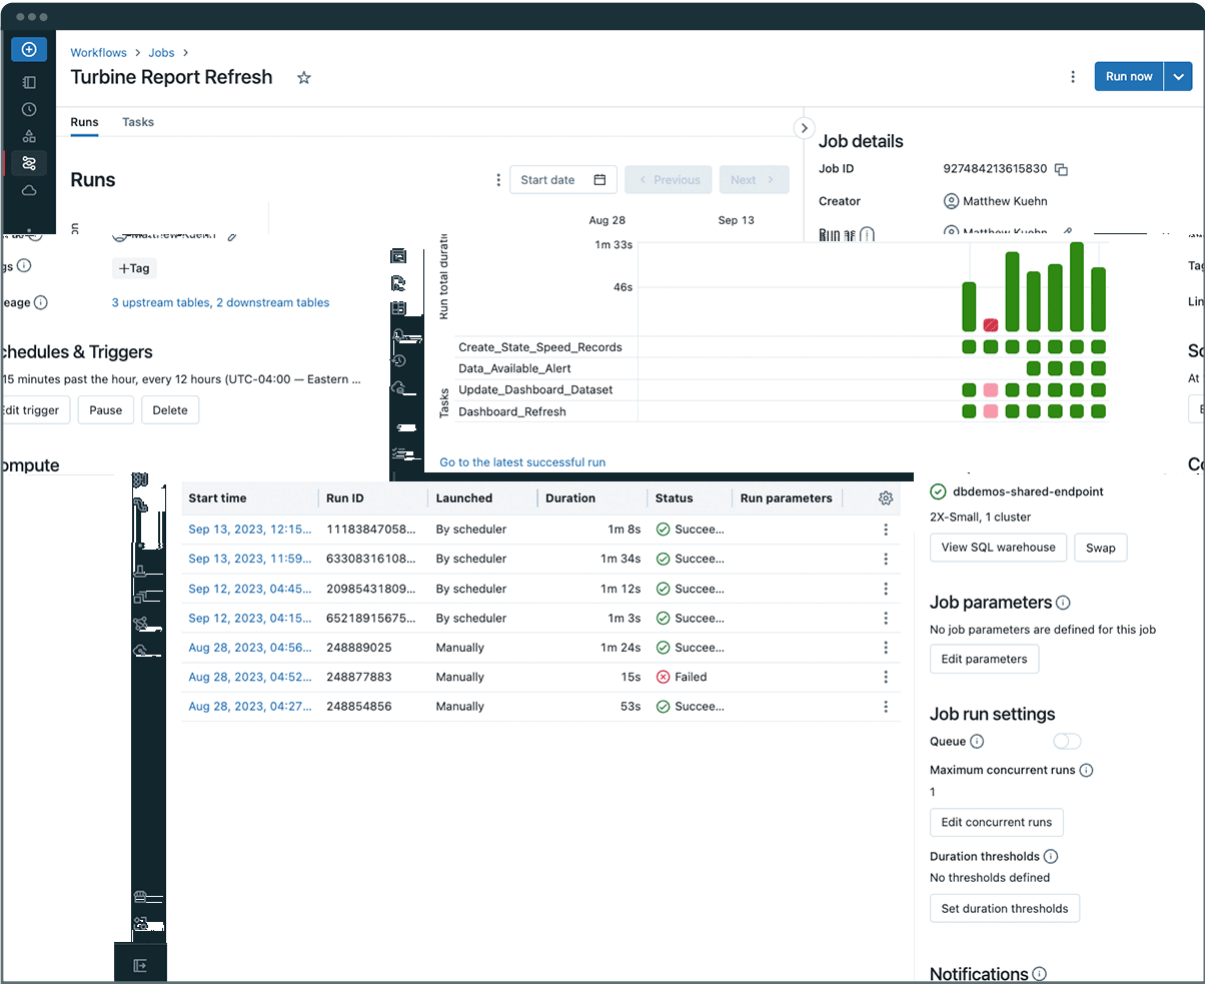 Workflows > Jobs >
Turbine Report Refresh
Run now
Runs Tasks
Runs
Start date
Previous
Next
Aug 28 Sep 13
Job details
Job ID 927484213615830
Creator Matthew Kuehn
Matthew Kuehn
+Tag
eage 3 upstream tables, 2 downstream tables
chedules & Triggers
15 minutes past the hour, every 12 hours (UTC-04:00 — Eastern ...
Edit trigger Pause Delete
ompute
1m 33s
46s
Run total durati
Tasks
Create_State_Speed_Records
Data_Available_Alert
Update_Dashboard_Dataset
Dashboard_Refresh
Go to the latest successful run
Tag
Lin
At
Start time Run ID Launched Duration Status Run parameters
Sep 13, 2023, 12:15... 11183847058... By scheduler 1m 8s Succee...
Sep 13, 2023, 11:59... 63308316108... By scheduler 1m 34s Succee...
Sep 12, 2023, 04:45... 20985431809... By scheduler 1m 12s Succee...
Sep 12, 2023, 04:15... 65218915675... By scheduler 1m 3s Succee...
Aug 28, 2023, 04:56... 248889025 Manually 1m 24s Succee...
Aug 28, 2023, 04:52... 248877883 Manually 15s Failed
Aug 28, 2023, 04:27... 248854856 Manually 53s Succee...
dbdemos-shared-endpoint
2X-Small, 1 cluster
View SQL warehouse Swap
Job parameters
No job parameters are defined for this job
Edit parameters
Job run settings
Queue
Maximum concurrent runs
1
Edit concurrent runs
Duration thresholds
No thresholds defined
Set duration thresholds
Notifications